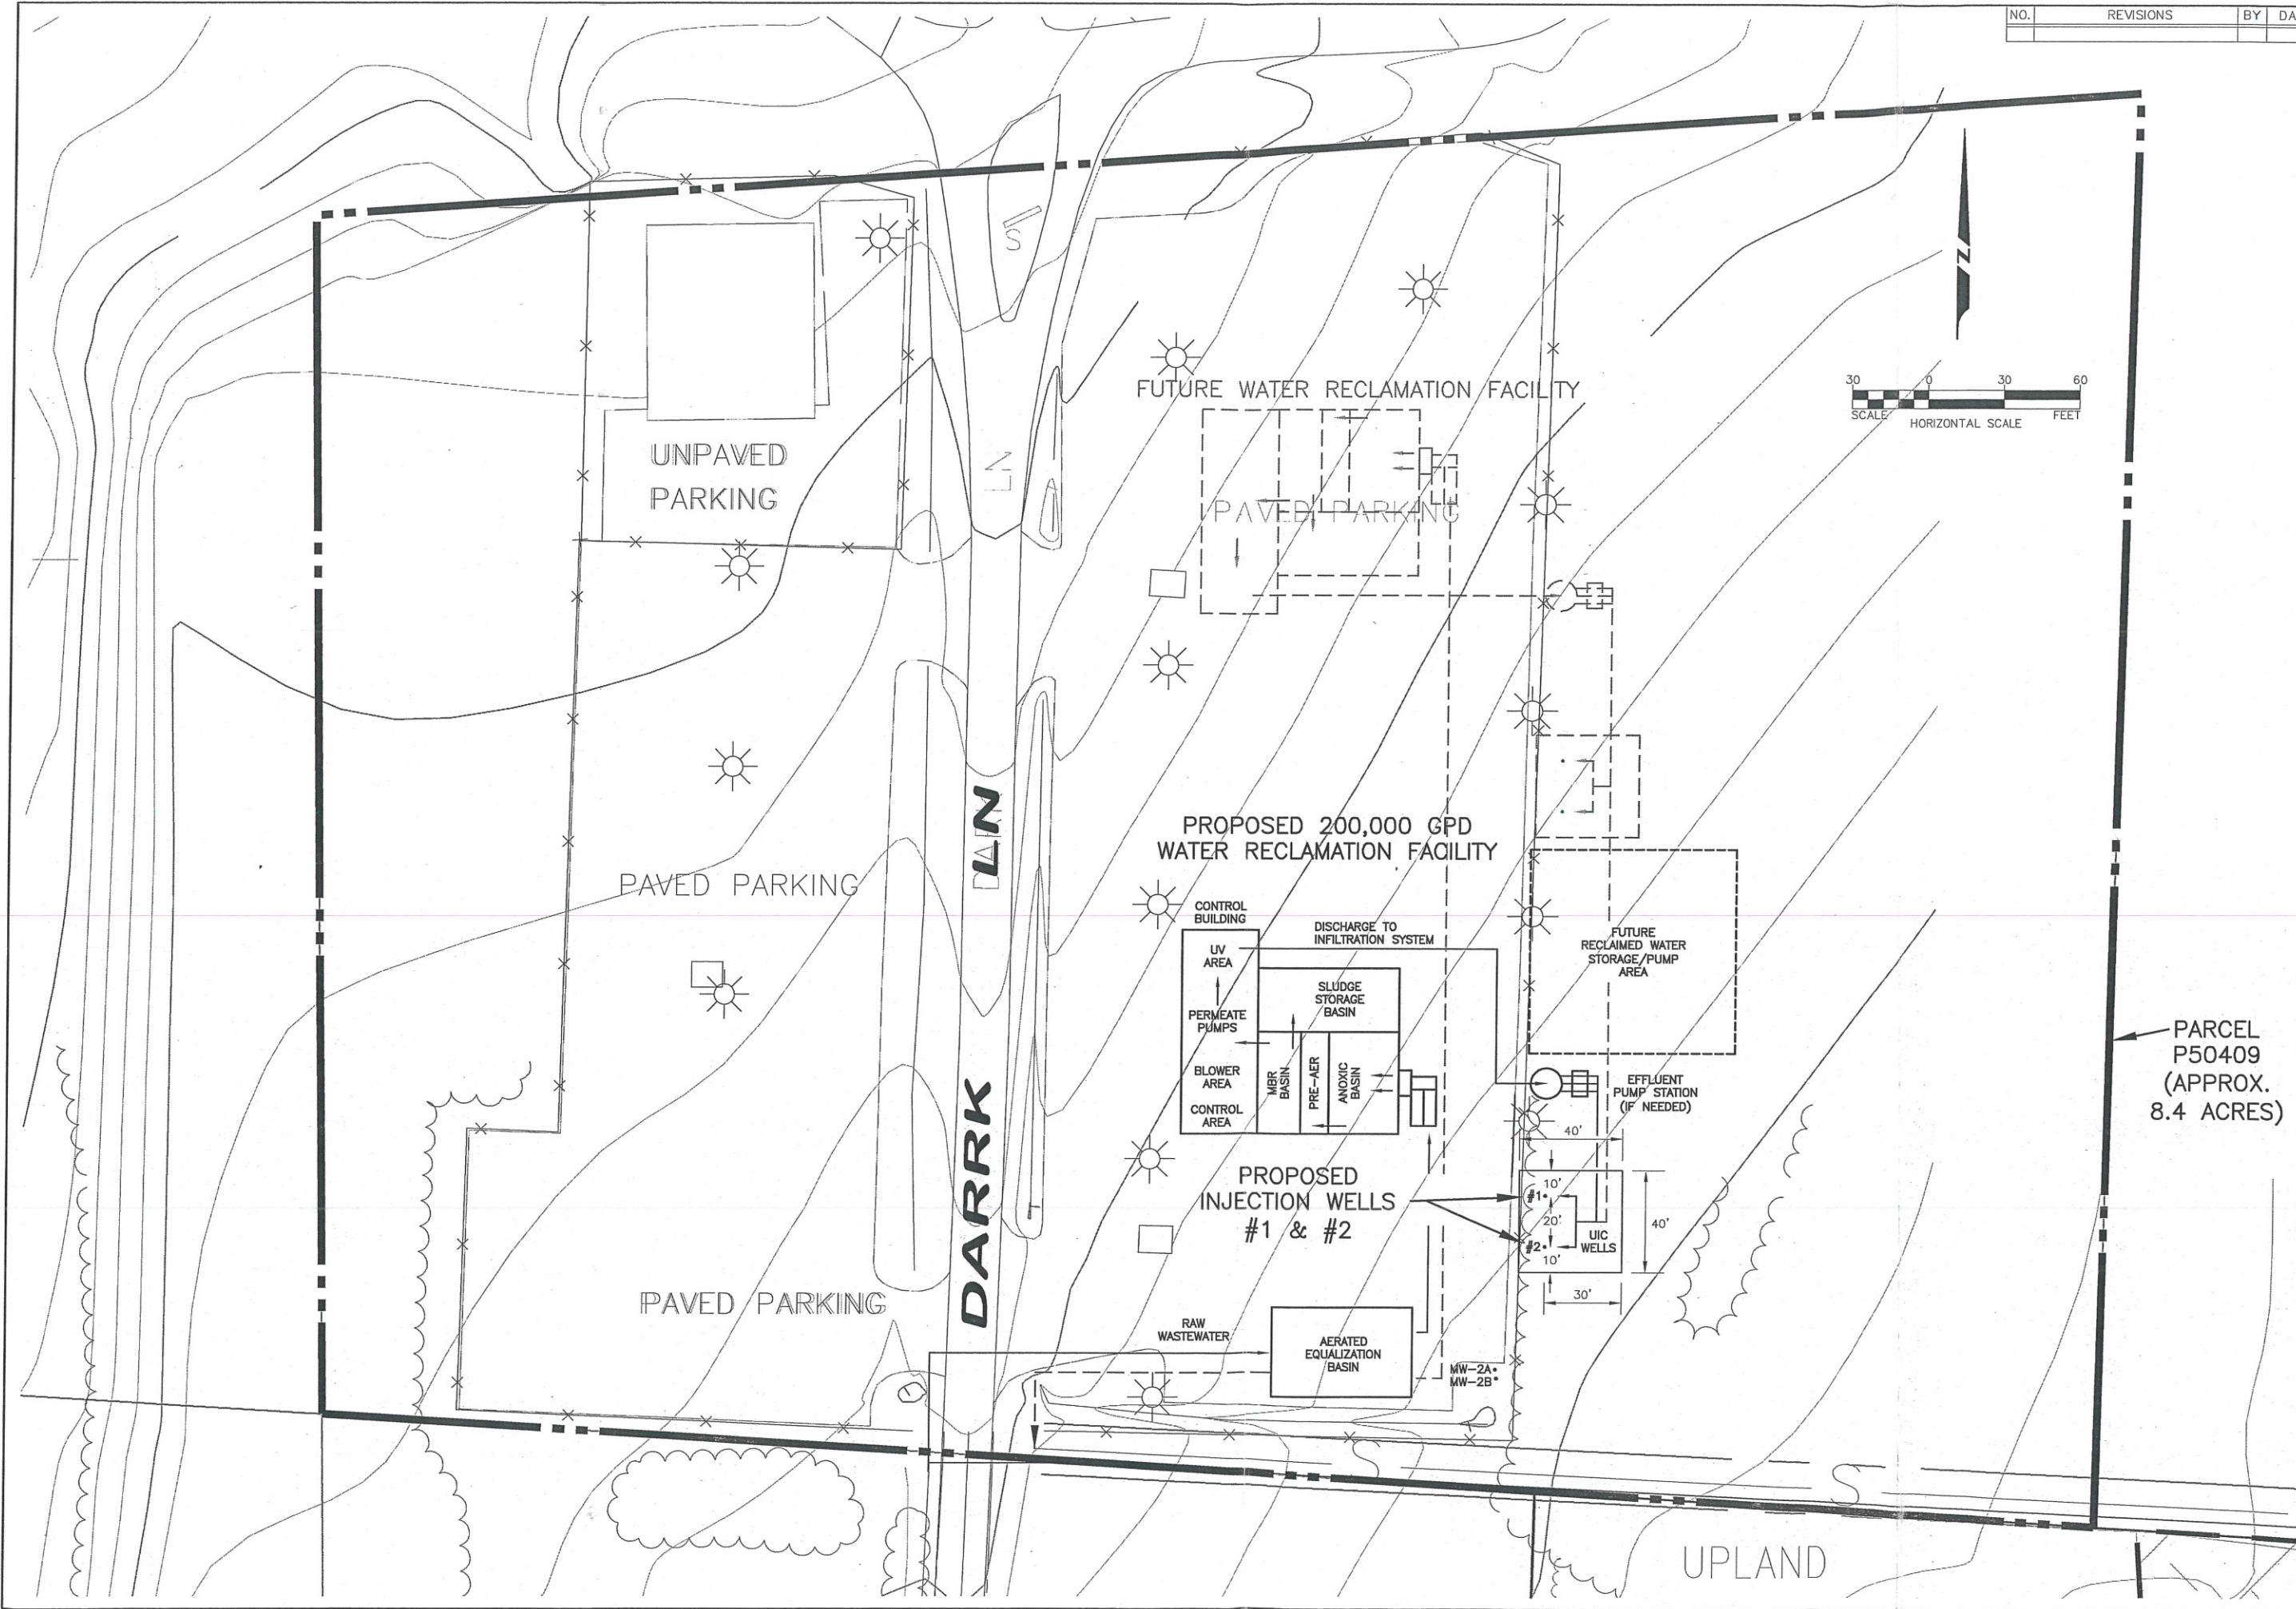 NO. REVISIONS BY DA
N
30 0 30 60
SCALE HORIZONTAL SCALE FEET
SL
FUTURE WATER RECLAMATION FACILITY
UNPAVED
PARKING
LN
PAVED PARKING
LN
PROPOSED 200,000 GPD
WATER RECLAMATION FACILITY
PAVED PARKING
CONTROL
BUILDING
UV
AREA
DISCHARGE TO
INFILTRATION SYSTEM
SLUDGE
STORAGE
BASIN
PERMEATE
PUMPS
BLOWER
AREA
CONTROL
AREA
MBR
BASIN
PRE-AER
ANOXIC
BASIN
FUTURE
RECLAIMED WATER
STORAGE/PUMP
AREA
PARCEL
P50409
(APPROX.
8.4 ACRES)
EFFLUENT
PUMP STATION
(IF NEEDED)
40'
PROPOSED
INJECTION WELLS
#1 & #2
10'
#1
20'
40'
#2
UIC
WELLS
10'
30'
DARRK
PAVED PARKING
RAW
WASTEWATER
AERATED
EQUALIZATION
BASIN
MW-2A
MW-2B
S
S
UPLAND